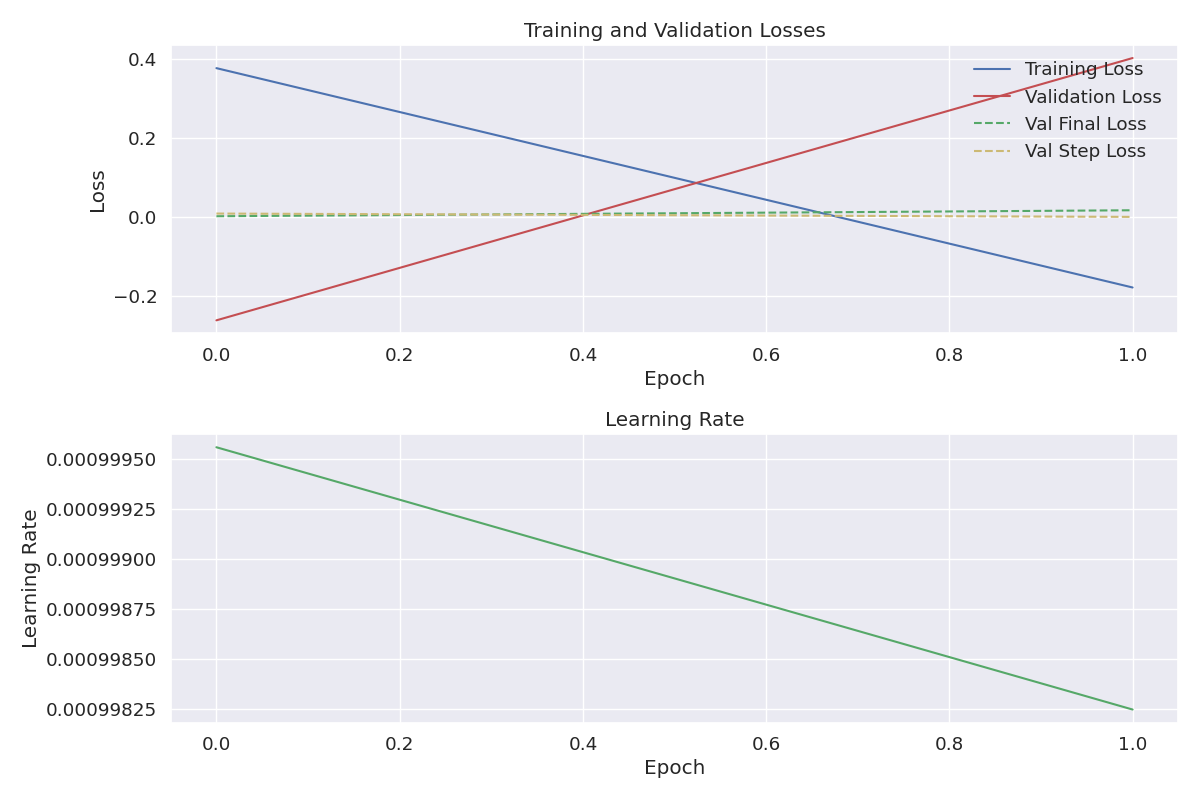 Training and Validation Losses
0.4
0.2
0.0
−0.2
Loss
Training Loss
Validation Loss
Val Final Loss
Val Step Loss
0.0 0.2 0.4 0.6 0.8 1.0
Epoch
Learning Rate
0.00099950
0.00099925
0.00099900
0.00099875
0.00099850
0.00099825
Learning Rate
0.0 0.2 0.4 0.6 0.8 1.0
Epoch